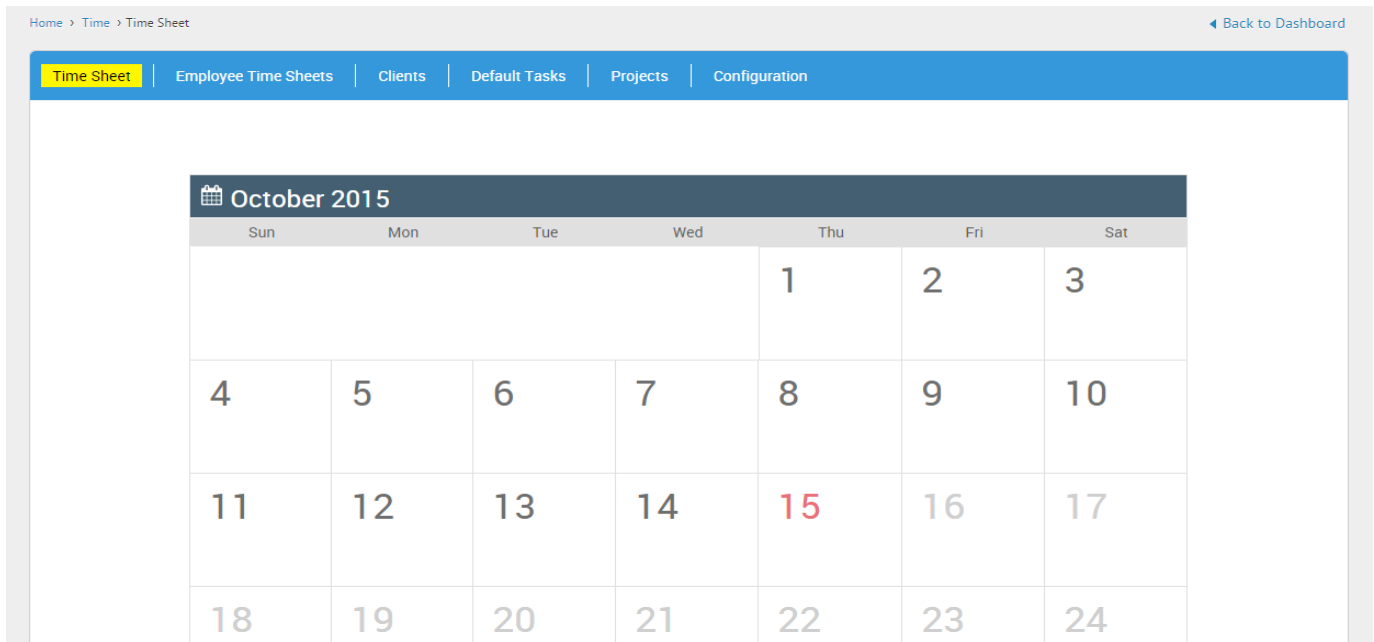 Home › Time › Time Sheet
Back to Dashboard
Time Sheet Employee Time Sheets Clients Default Tasks Projects Configuration
October 2015
Sun Mon Tue Wed Thu Fri Sat
1 2 3
4 5 6 7 8 9 10
11 12 13 14 15 16 17
18 19 20 21 22 23 24